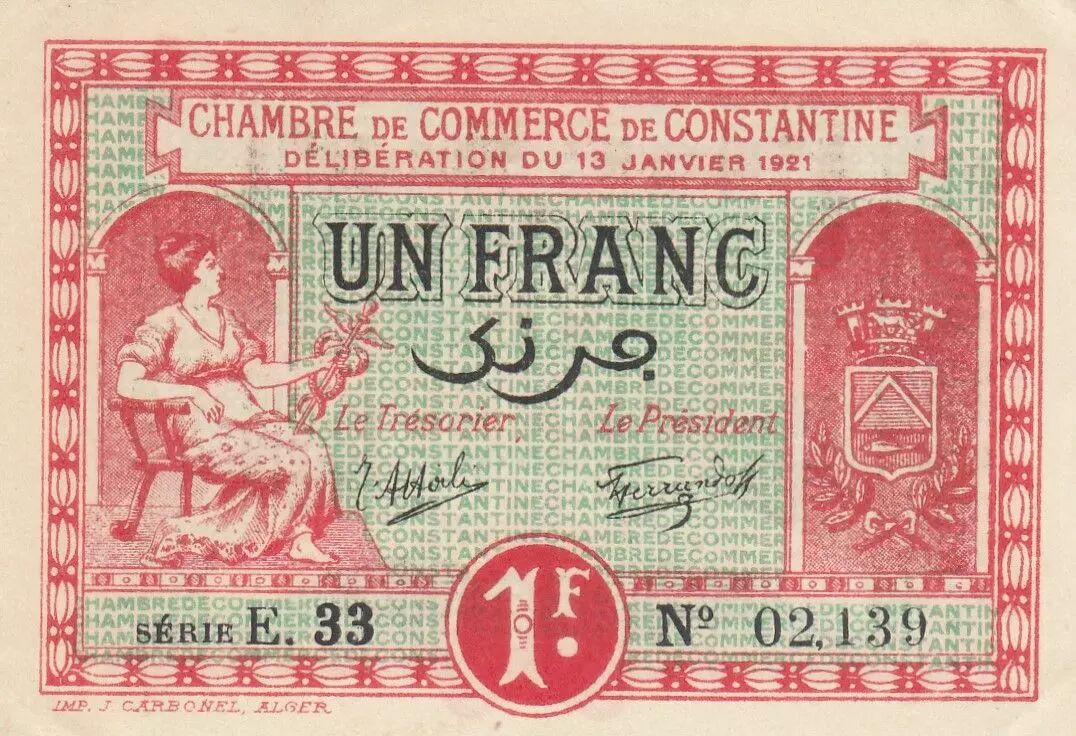 CHAMBRE DE COMMERCE DE CONSTANTINE
DÉLIBÉRATION DU 13 JANVIER 1921
UN FRANC
ڢرنك
Le Trésorier, Le Président
SÉRIE E. 33
1F.
Nº 02,139
IMP. J. CARBONEL, ALGER